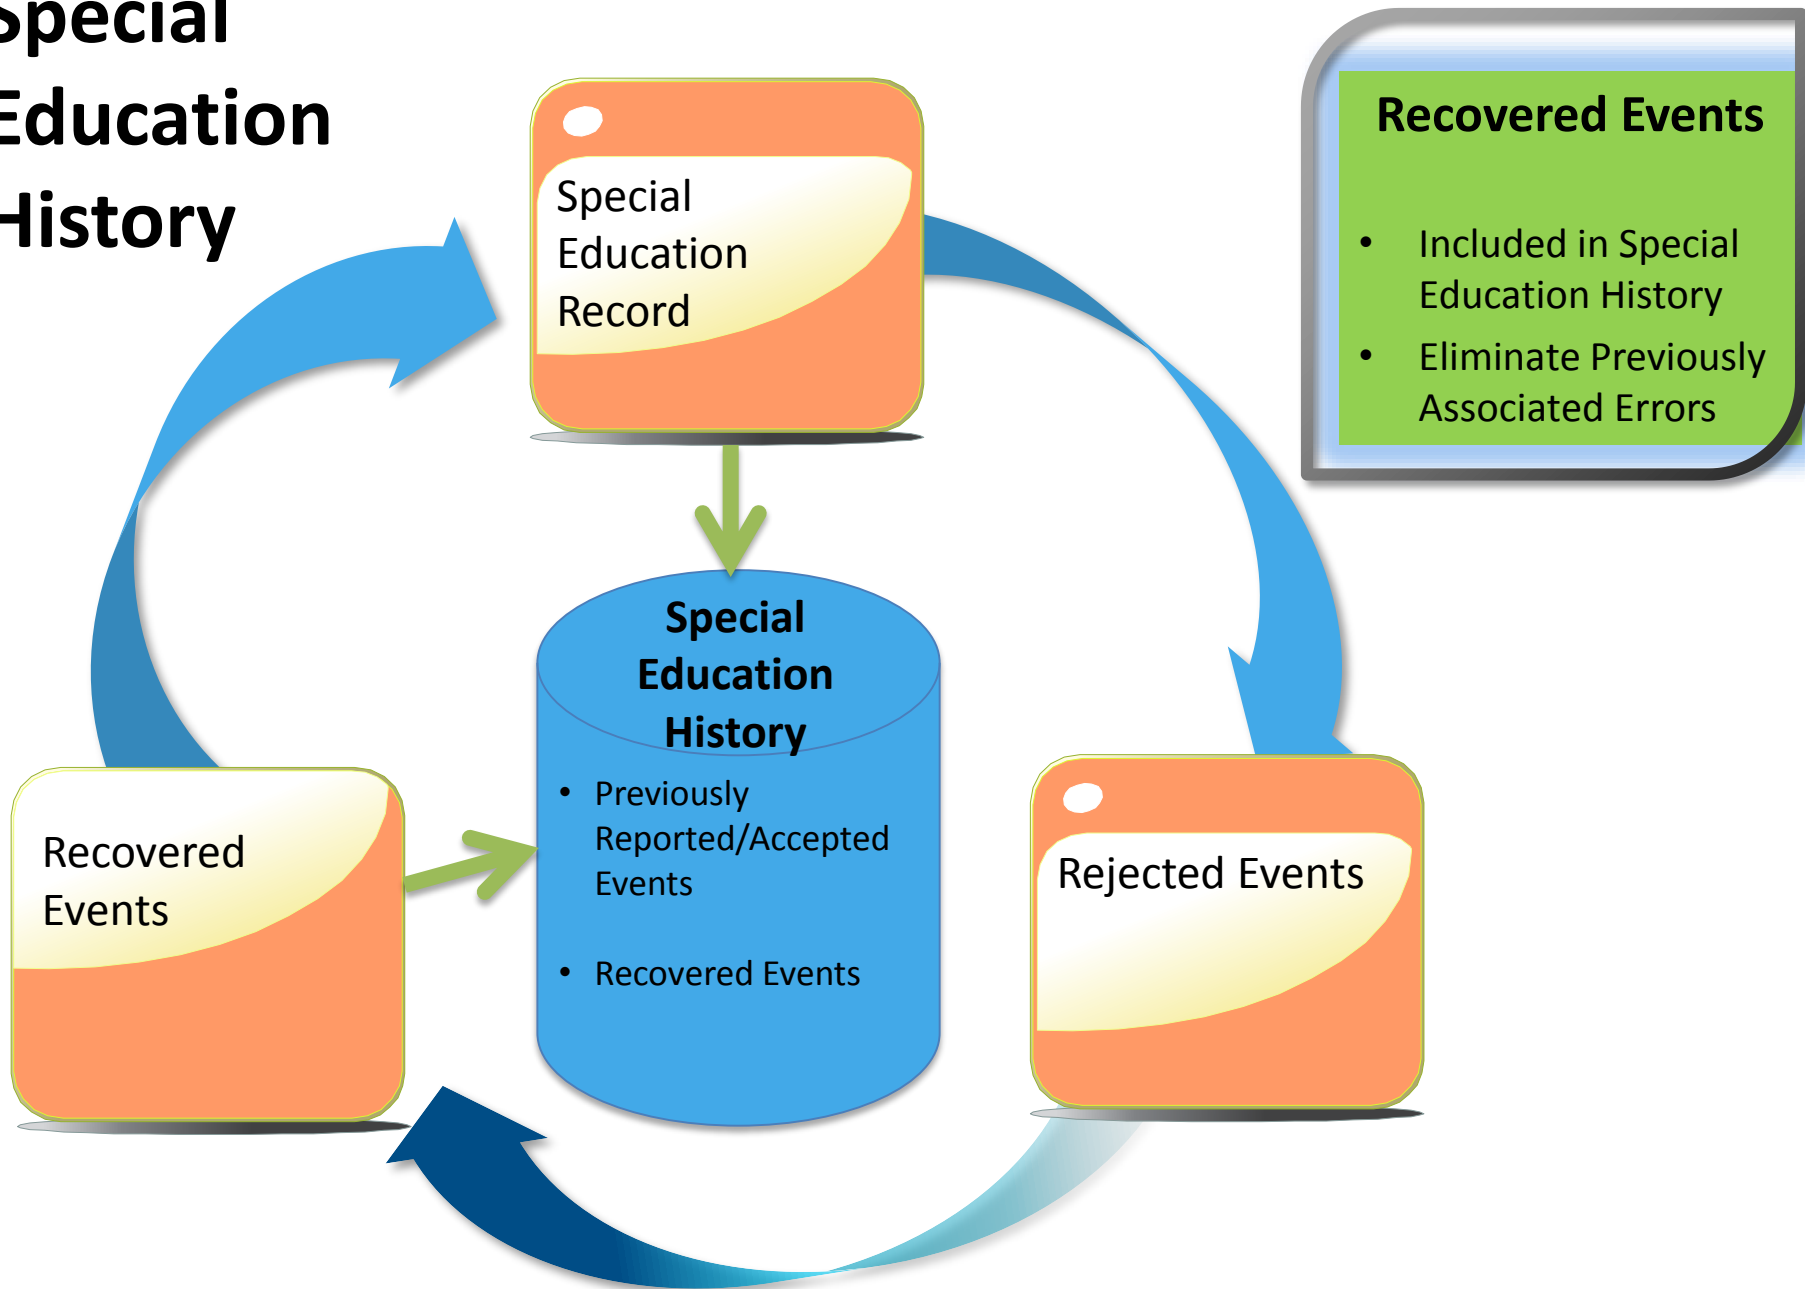 Special
Education
History
Recovered Events
• Included in Special
Education History
• Eliminate Previously
Associated Errors
Special
Education
Record
Special
Education
History
• Previously
Reported/Accepted
Events
• Recovered Events
Recovered
Events
Rejected Events